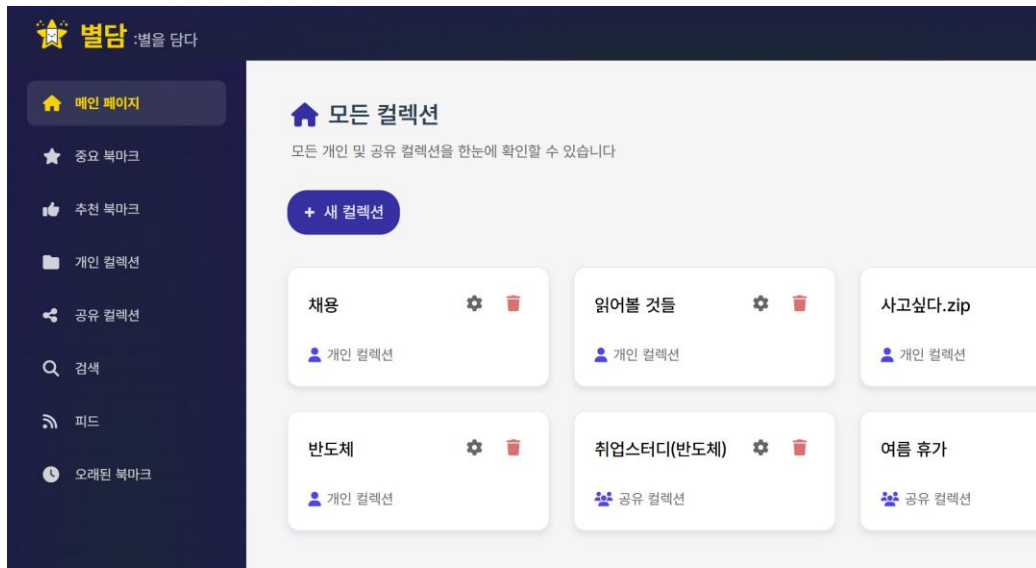 별담 :별을 담다
메인 페이지
중요 북마크
추천 북마크
개인 컬렉션
공유 컬렉션
검색
피드
오래된 북마크
모든 컬렉션
모든 개인 및 공유 컬렉션을 한눈에 확인할 수 있습니다
+ 새 컬렉션
채용
개인 컬렉션
읽어볼 것들
개인 컬렉션
사고싶다.zip
개인 컬렉션
반도체
개인 컬렉션
취업스터디(반도체)
공유 컬렉션
여름 휴가
공유 컬렉션